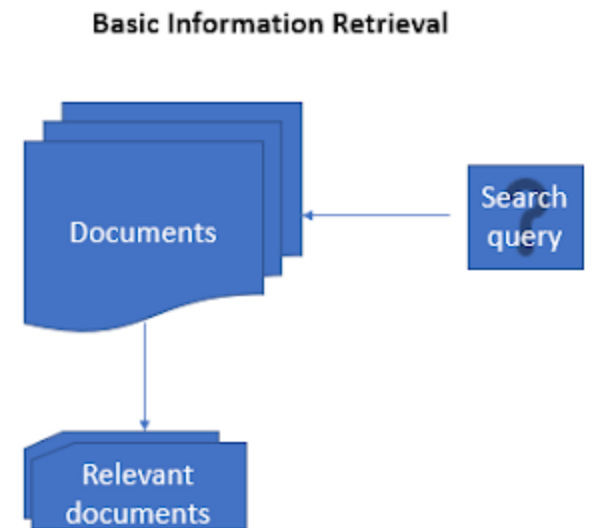 Basic Information Retrieval
Documents
Search
?
query
Relevant
documents